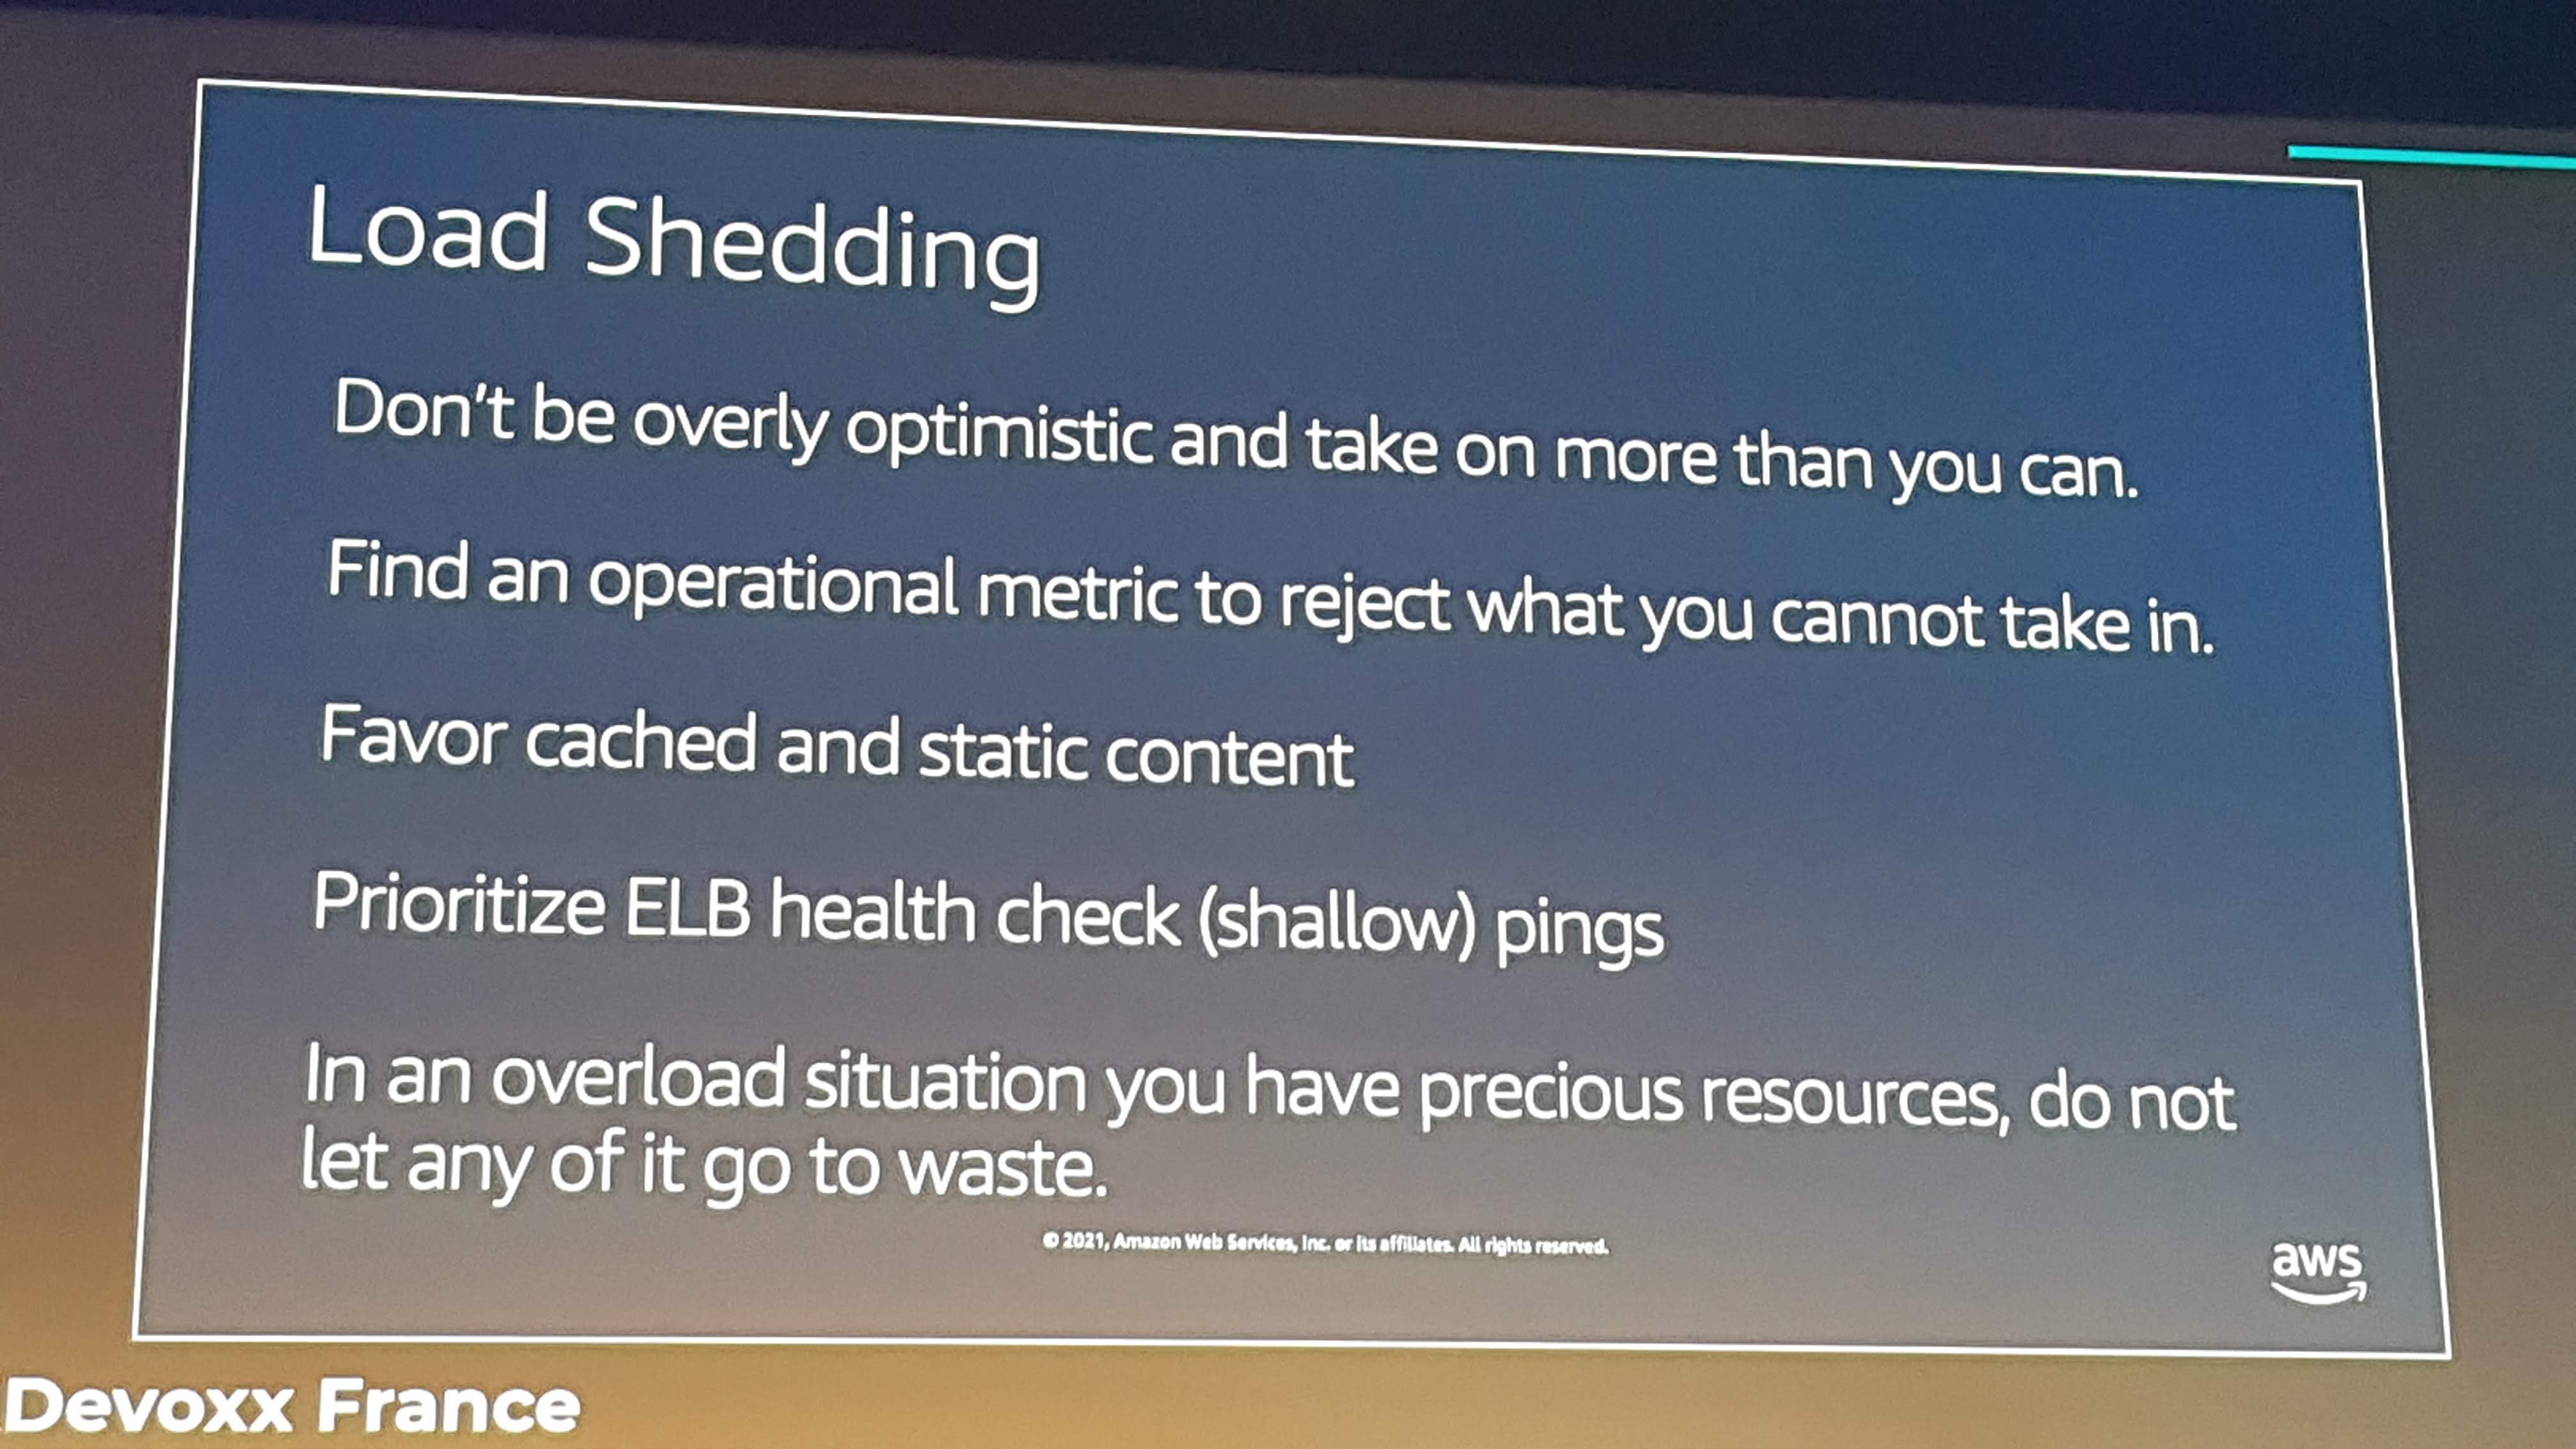 Load Shedding
Don't be overly optimistic and take on more than you can.
Find an operational metric to reject what you cannot take in.
Favor cached and static content
Prioritize ELB health check (shallow) pings
In an overload situation you have precious resources, do not
let any of it go to waste.
© 2021, Amazon Web Services, Inc. or its affiliates. All rights reserved.
aws
Devoxx France